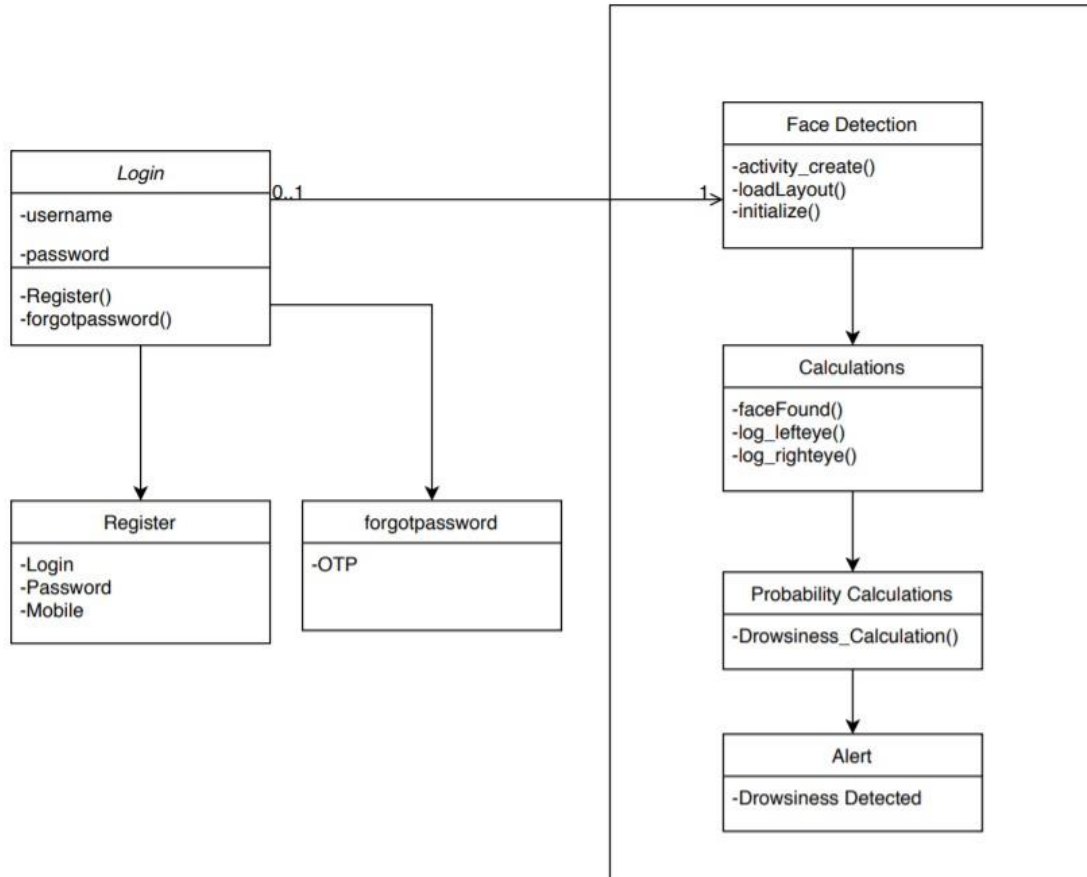 Login
-username
-password
-Register()
-forgotpassword()
0..1
1
Register
-Login
-Password
-Mobile
forgotpassword
-OTP
Face Detection
-activity_create()
-loadLayout()
-initialize()
Calculations
-faceFound()
-log_lefteye()
-log_righteye()
Probability Calculations
-Drowsiness_Calculation()
Alert
-Drowsiness Detected